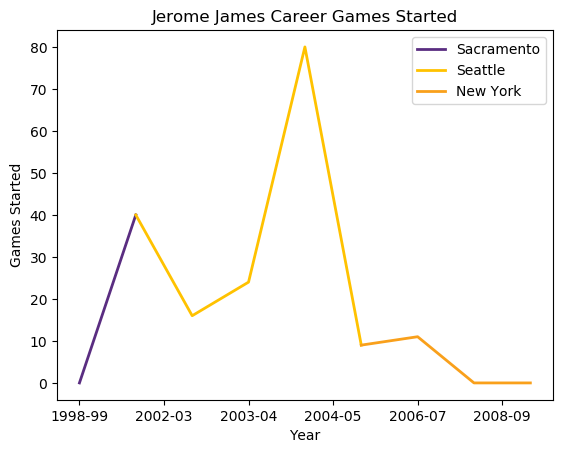 Jerome James Career Games Started
Sacramento
Seattle
New York
Games Started
80
70
60
50
40
30
20
10
0
1998-99 2002-03 2003-04 2004-05 2006-07 2008-09
Year